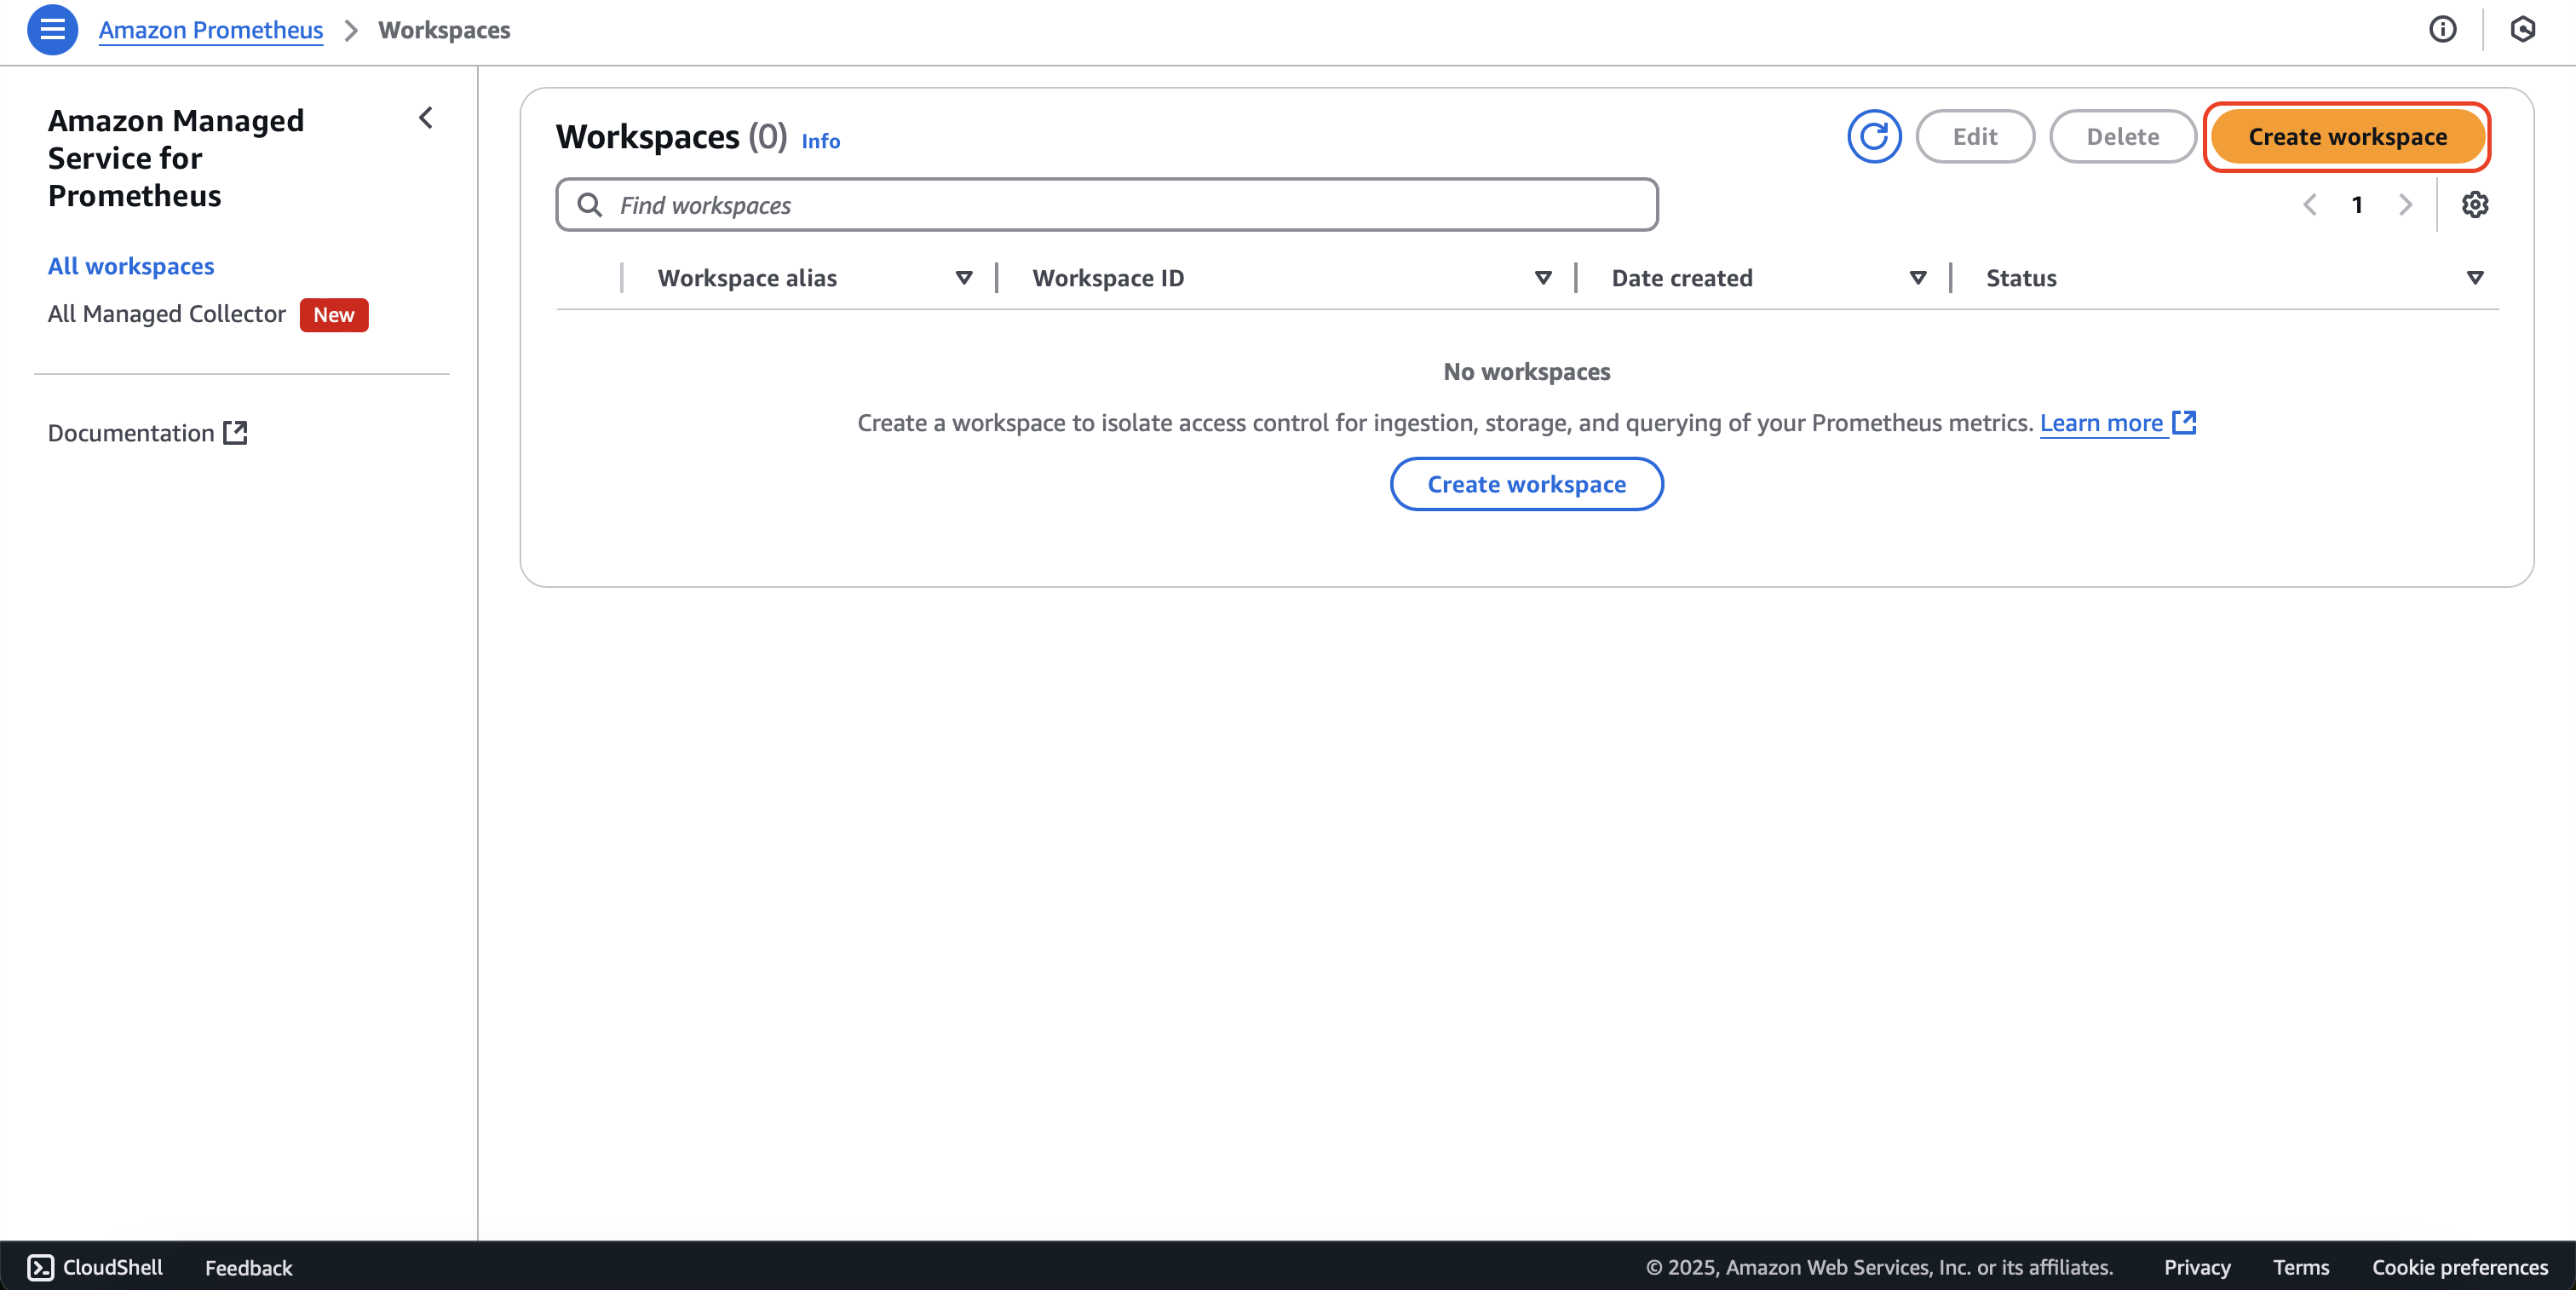 Amazon Prometheus > Workspaces
Amazon Managed
Service for
Prometheus
All workspaces
All Managed Collector New
Documentation
Workspaces (0) Info
Edit
Delete
Create workspace
Find workspaces
1
Workspace alias
Workspace ID
Date created
Status
No workspaces
Create a workspace to isolate access control for ingestion, storage, and querying of your Prometheus metrics. Learn more
Create workspace
CloudShell
Feedback
© 2025, Amazon Web Services, Inc. or its affiliates.
Privacy
Terms
Cookie preferences